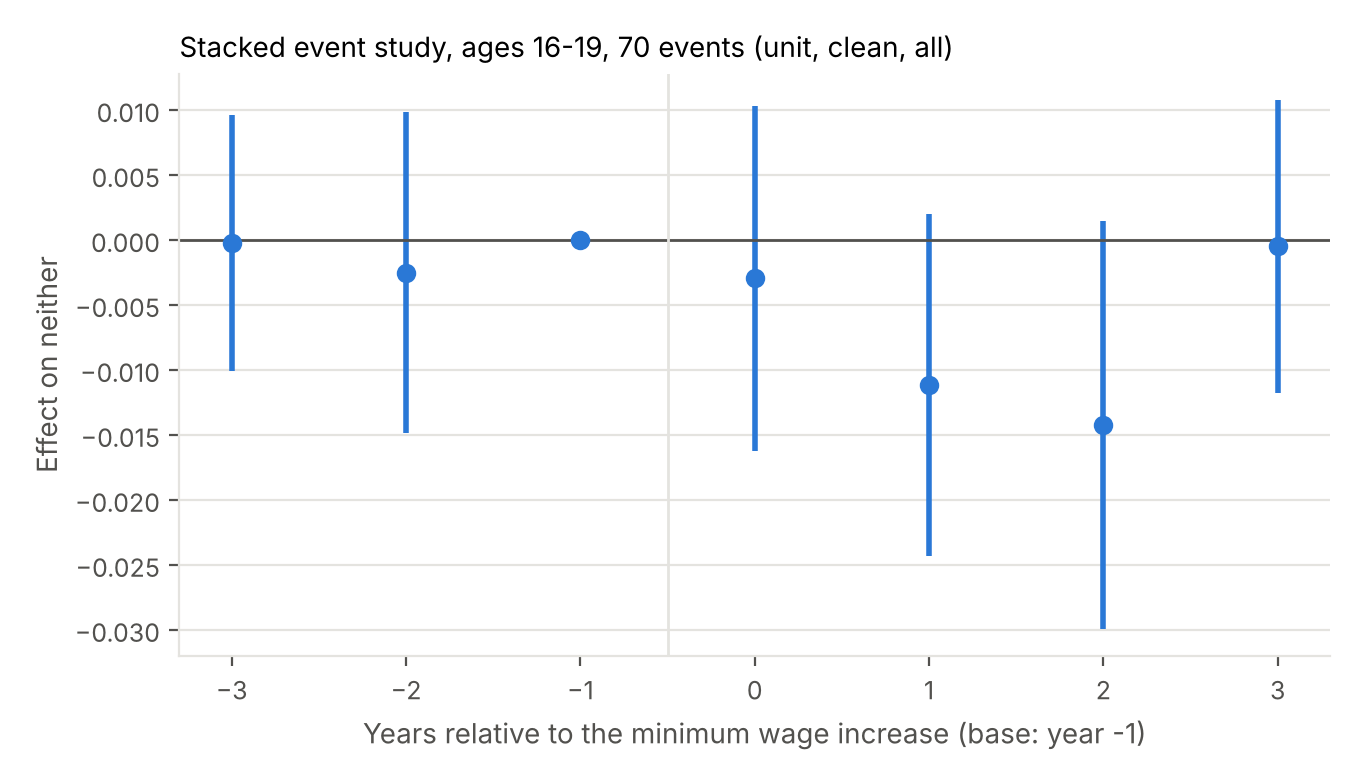 Stacked event study, ages 16-19, 70 events (unit, clean, all)
0.010
0.005
0.000
−0.005
−0.010
−0.015
−0.020
−0.025
−0.030
Effect on neither
−3 −2 −1 0 1 2 3
Years relative to the minimum wage increase (base: year -1)